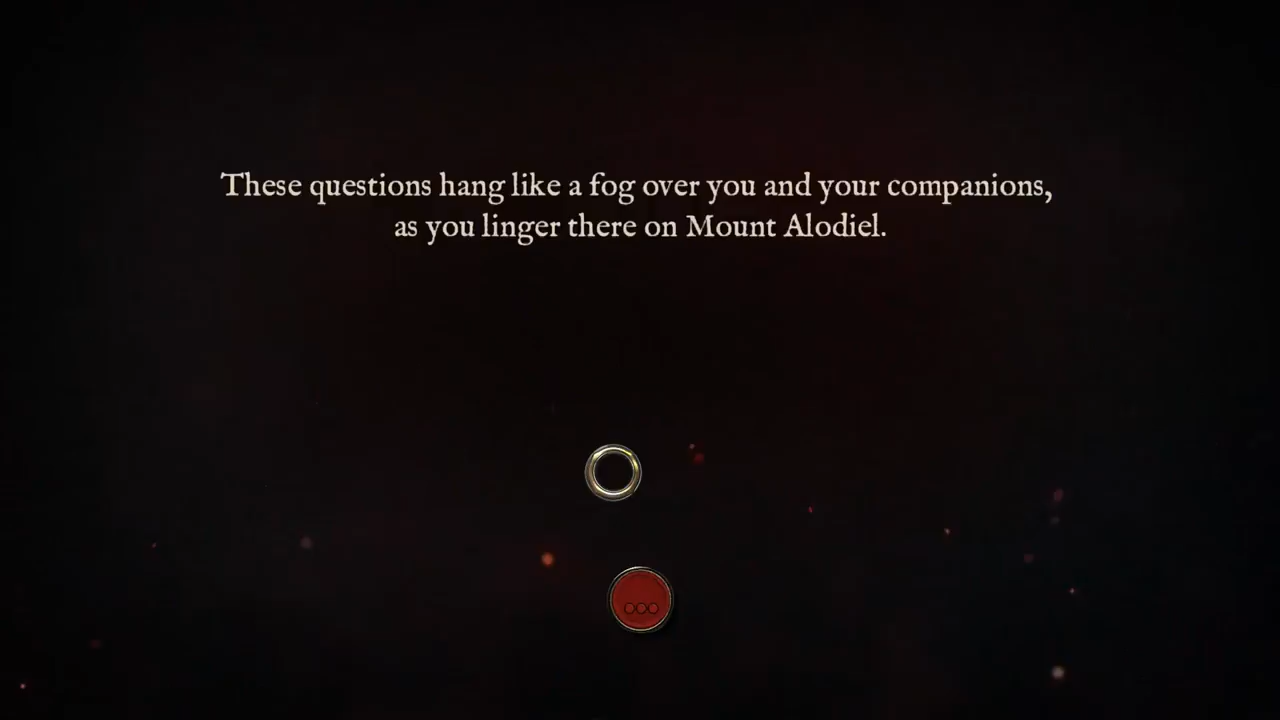 These questions hang like a fog over you and your companions,
as you linger there on Mount Alodiel.